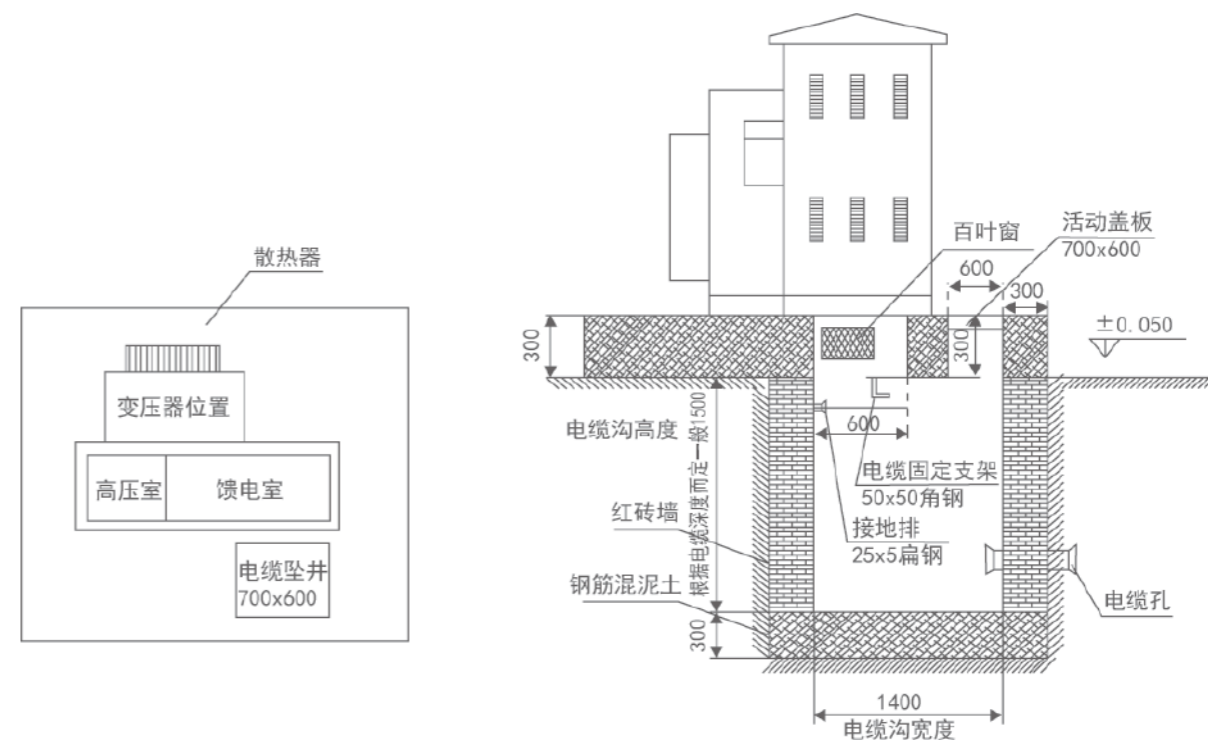 散热器
变压器位置
高压室
馈电室
电缆坠井
700x600
百叶窗
活动盖板
700x600
600
300
±0.050
300
300
电缆沟高度
根据电缆深度而定一般1500
600
电缆固定支架
50x50角钢
红砖墙
接地排
25x5扁钢
钢筋混泥土
电缆孔
300
1400
电缆沟宽度